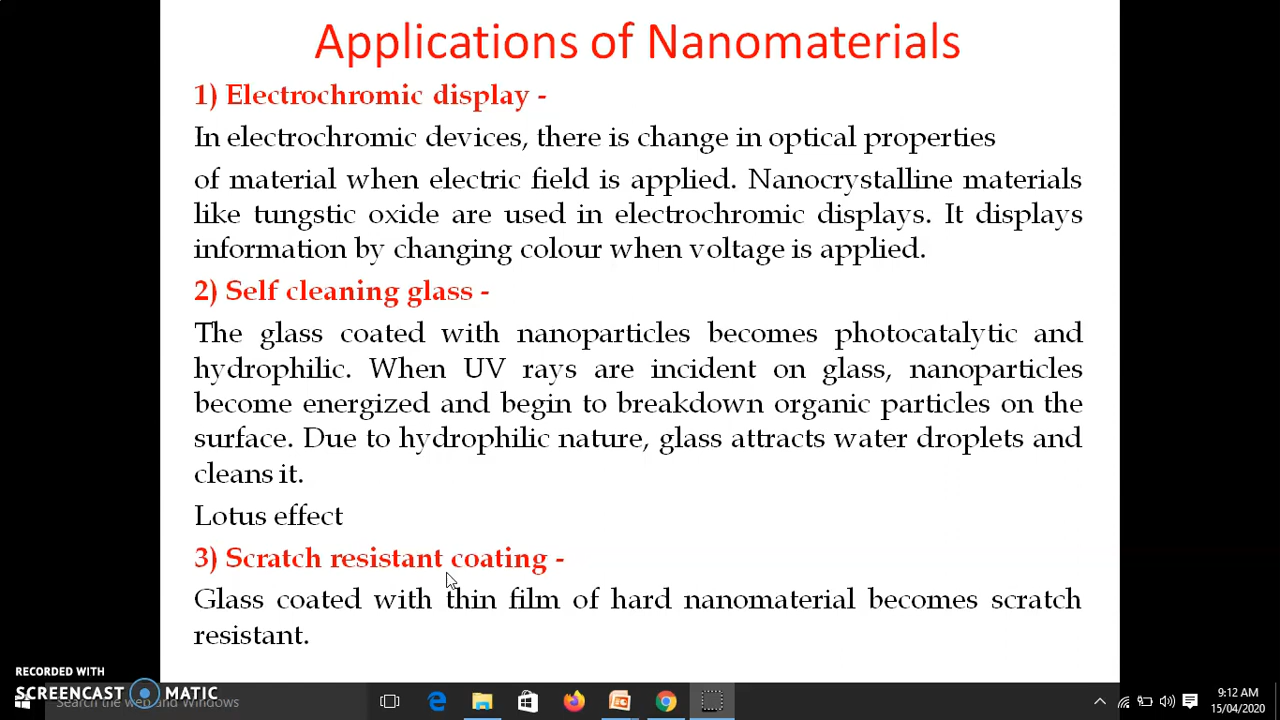 Applications of Nanomaterials
1) Electrochromic display -
In electrochromic devices, there is change in optical properties
of material when electric field is applied. Nanocrystalline materials
like tungstic oxide are used in electrochromic displays. It displays
information by changing colour when voltage is applied.
2) Self cleaning glass -
The glass coated with nanoparticles becomes photocatalytic and
hydrophilic. When UV rays are incident on glass, nanoparticles
become energized and begin to breakdown organic particles on the
surface. Due to hydrophilic nature, glass attracts water droplets and
cleans it.
Lotus effect
3) Scratch resistant coating -
Glass coated with thin film of hard nanomaterial becomes scratch
resistant.
RECORDED WITH
SCREENCAST MATIC
Search the web and Windows
9:12 AM
15/04/2020